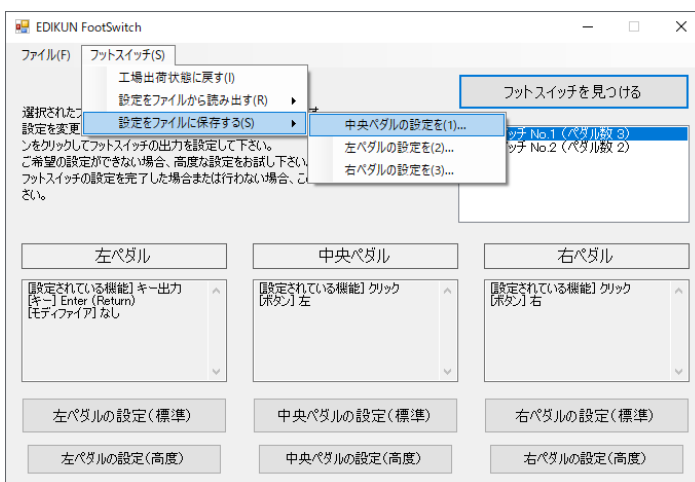 EDIKUN FootSwitch
ファイル(F) フットスイッチ(S)
工場出荷状態に戻す(I)
設定をファイルから読み出す(R)
設定をファイルに保存する(S)
中央ペダルの設定を(1)...
左ペダルの設定を(2)...
右ペダルの設定を(3)...
フットスイッチを見つける
選択された
設定を変更
ンをクリックしてフットスイッチの出力を設定して下さい。
ご希望の設定ができない場合、高度な設定をお試し下さい
フットスイッチの設定を完了した場合または行わない場合、こ
さい。
ッチ No.1 (ペダル数 3)
ッチ No.2 (ペダル数 2)
左ペダル
[設定されている機能] キー出力
[キー] Enter (Return)
[モディファイア] なし
中央ペダル
[設定されている機能] クリック
[ボタン] 左
右ペダル
[設定されている機能] クリック
[ボタン] 右
左ペダルの設定(標準)
中央ペダルの設定(標準)
右ペダルの設定(標準)
左ペダルの設定(高度)
中央ペダルの設定(高度)
右ペダルの設定(高度)